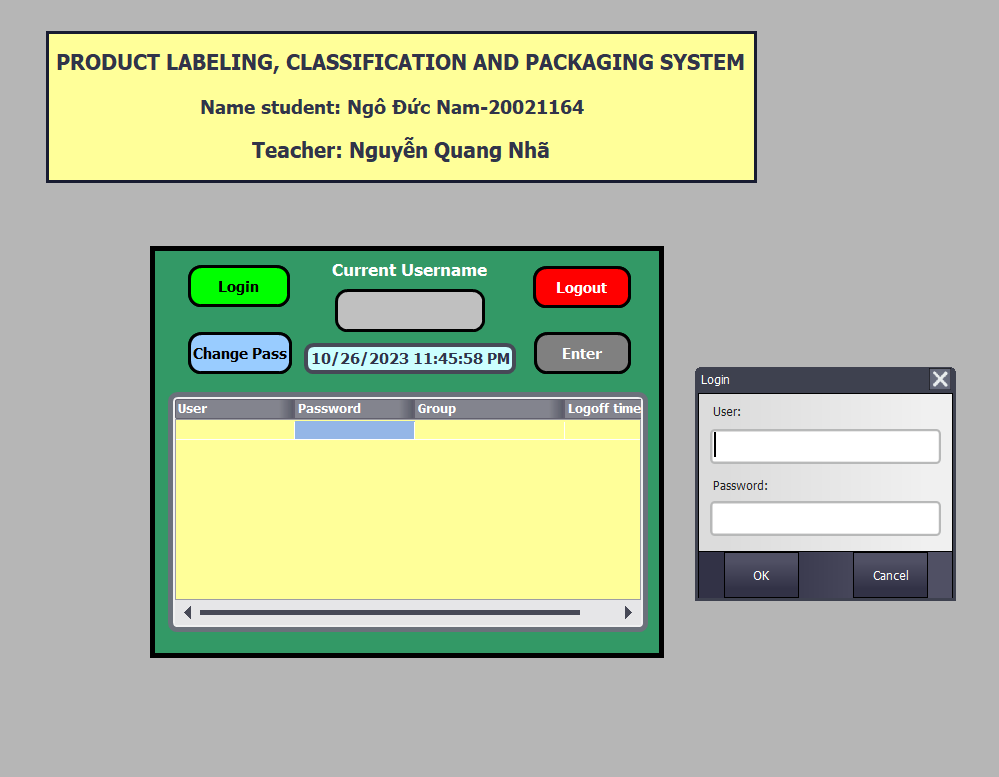 PRODUCT LABELING, CLASSIFICATION AND PACKAGING SYSTEM
Name student: Ngô Đức Nam-20021164
Teacher: Nguyễn Quang Nhã
Login
Current Username
Logout
Change Pass
10/26/2023 11:45:58 PM
Enter
User Password Group Logoff time
Login
User:
Password:
OK Cancel